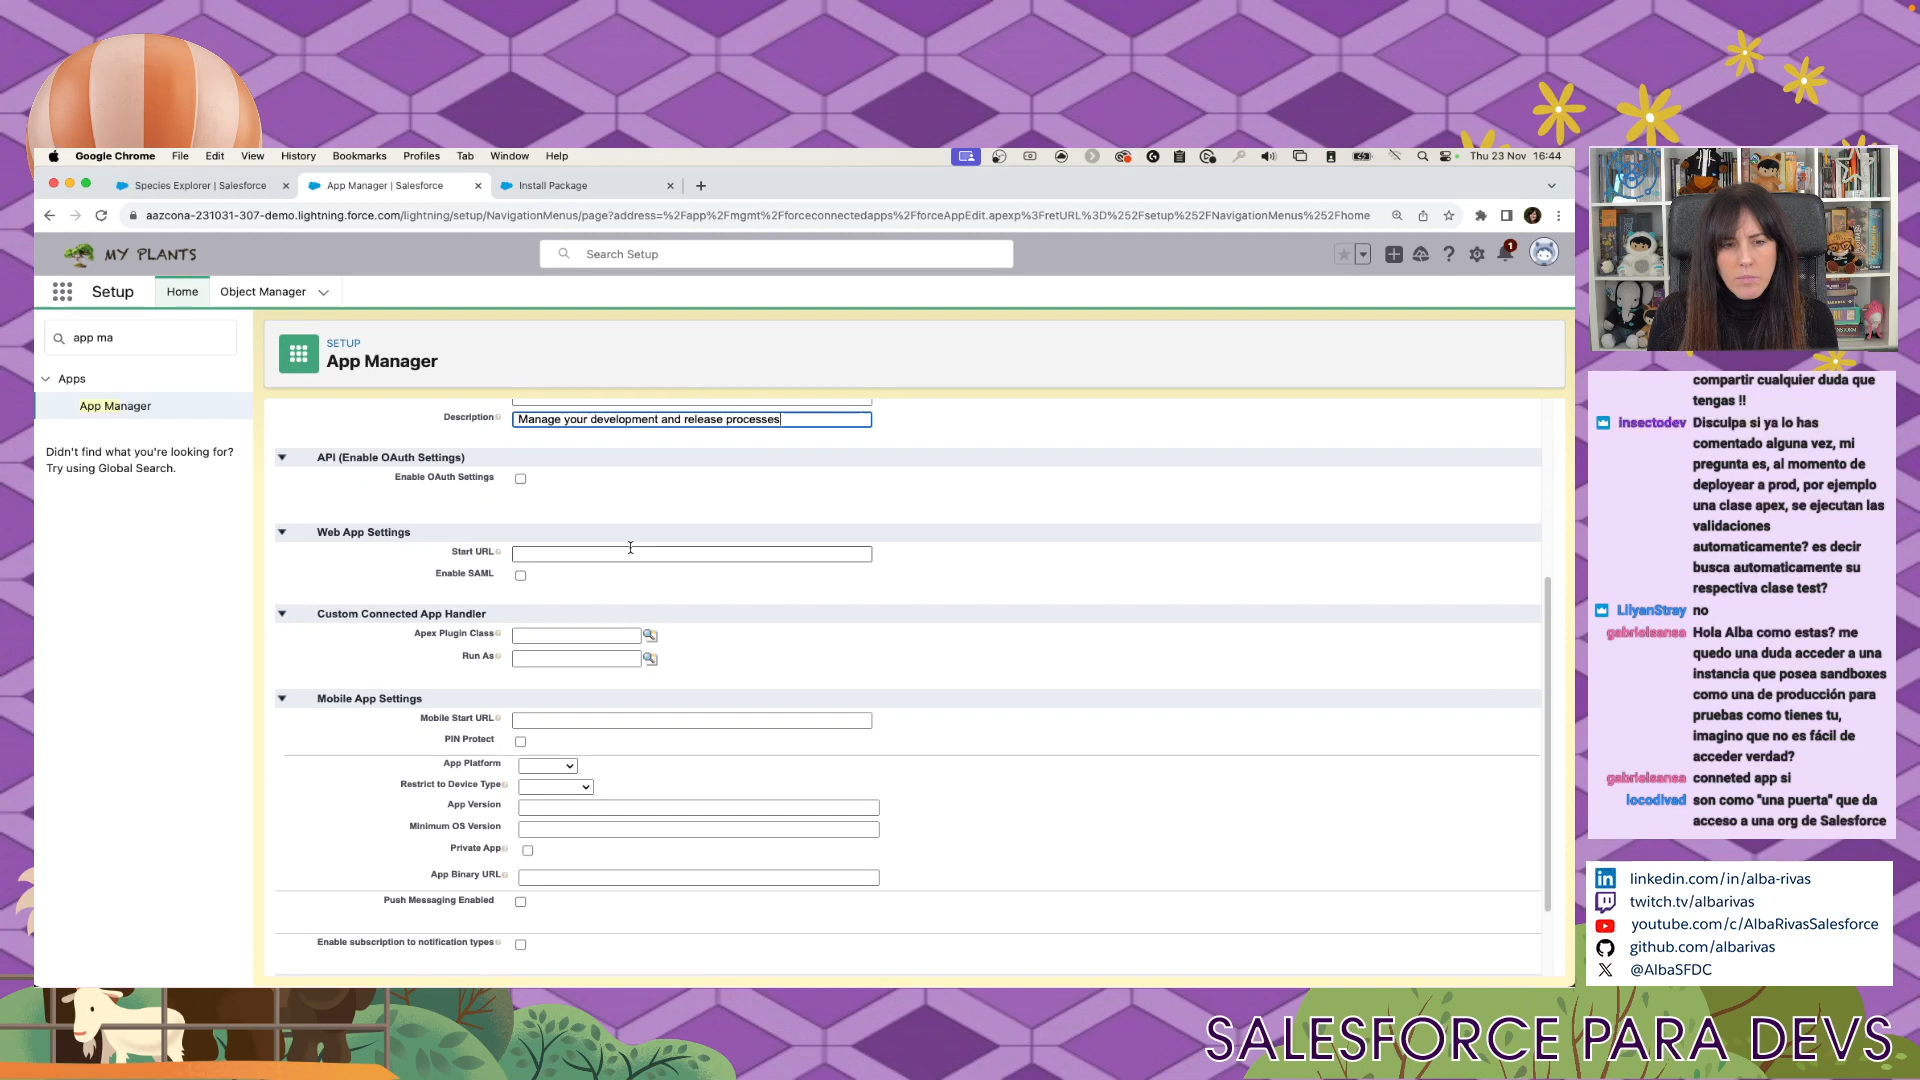 Google Chrome File Edit View History Bookmarks Profiles Tab Window Help
Thu 23 Nov 16:44
Species Explorer | Salesforce
App Manager | Salesforce
Install Package
aazcona-231031-307-demo.lightning.force.com/lightning/setup/NavigationMenus/page?address=%2Fapp%2Fmgmt%2Fforceconnectedapps%2FforceAppEdit.apexp%3FretURL%3D%252Fsetup%252FNavigationMenus%252Fhome
MY PLANTS
Search Setup
1
Setup
Home
Object Manager
app ma
Apps
App Manager
Didn't find what you're looking for?
Try using Global Search.
SETUP
App Manager
Description
Manage your development and release processes
API (Enable OAuth Settings)
Enable OAuth Settings
Web App Settings
Start URL
Enable SAML
Custom Connected App Handler
Apex Plugin Class
Run As
Mobile App Settings
Mobile Start URL
PIN Protect
App Platform
Restrict to Device Type
App Version
Minimum OS Version
Private App
App Binary URL
Push Messaging Enabled
Enable subscription to notification types
compartir cualquier duda que
tengas !!
insectodev Disculpa si ya lo has
comentado alguna vez, mi
pregunta es, al momento de
deployear a prod, por ejemplo
una clase apex, se ejecutan las
validaciones
automaticamente? es decir
busca automaticamente su
respectiva clase test?
LilyanStray no
gabrielsansa Hola Alba como estas? me
quedo una duda acceder a una
instancia que posea sandboxes
como una de producción para
pruebas como tienes tu,
imagino que no es fácil de
acceder verdad?
gabrielsansa conneted app si
locodivad son como "una puerta" que da
acceso a una org de Salesforce
linkedin.com/in/alba-rivas
twitch.tv/albarivas
youtube.com/c/AlbaRivasSalesforce
github.com/albarivas
@AlbaSFDC
SALESFORCE PARA DEVS